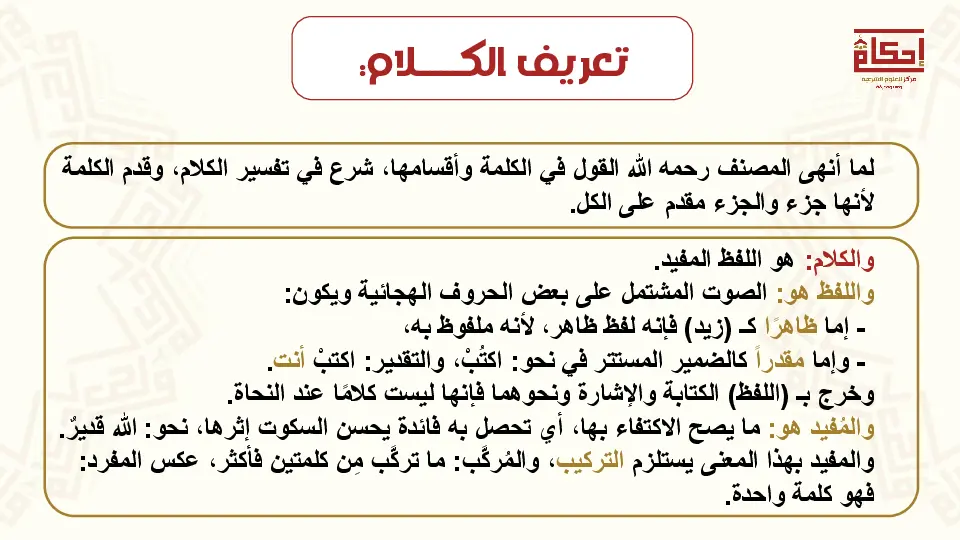 تعريف الكـــــلام:
إحكام
مركز للعلوم الشرعية
لما أنهى المصنف رحمه الله القول في الكلمة وأقسامها، شرع في تفسير الكلام، وقدم الكلمة
لأنها جزء والجزء مقدم على الكل.
والكلام: هو اللفظ المفيد.
واللفظ هو: الصوت المشتمل على بعض الحروف الهجائية ويكون:
- إما ظاهرًا كـ (زيد) فإنه لفظ ظاهر، لأنه ملفوظ به،
- وإما مقدراً كالضمير المستتر في نحو: اكتُبْ، والتقدير: اكتبْ أنت.
وخرج بـ (اللفظ) الكتابة والإشارة ونحوهما فإنها ليست كلامًا عند النحاة.
والمُفيد هو: ما يصح الاكتفاء بها، أي تحصل به فائدة يحسن السكوت إثرها، نحو: الله قديرٌ.
والمفيد بهذا المعنى يستلزم التركيب، والمُركَّب: ما تركَّب مِن كلمتين فأكثر، عكس المفرد:
فهو كلمة واحدة.